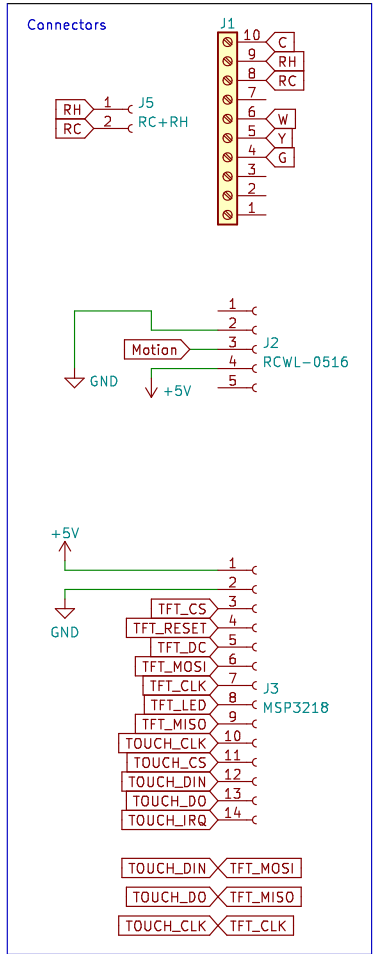 Connectors
J1
10 C
9 RH
8 RC
7
6 W
5 Y
4 G
3
2
1
RH 1 J5
RC 2 RC+RH
1
2
Motion 3 J2
4 RCWL-0516
5
GND
+5V
+5V
1
2
GND
TFT_CS 3
TFT_RESET 4
TFT_DC 5
TFT_MOSI 6
TFT_CLK 7 J3
TFT_LED 8 MSP3218
TFT_MISO 9
TOUCH_CLK 10
TOUCH_CS 11
TOUCH_DIN 12
TOUCH_DO 13
TOUCH_IRQ 14
TOUCH_DIN TFT_MOSI
TOUCH_DO TFT_MISO
TOUCH_CLK TFT_CLK